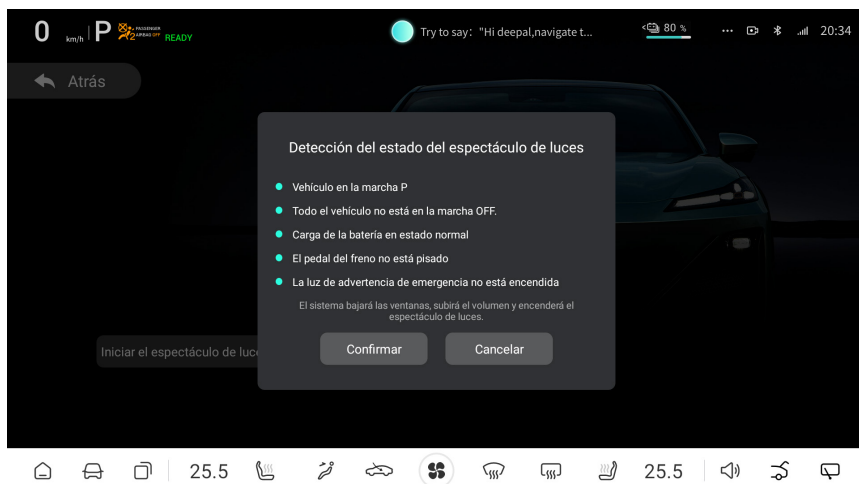 0 km/h P PASSENGER
2 AIRBAG OFF READY
Try to say: "Hi deepal,navigate t...
80 %
20:34
Atrás
Detección del estado del espectáculo de luces
Vehículo en la marcha P
Todo el vehículo no está en la marcha OFF.
Carga de la batería en estado normal
El pedal del freno no está pisado
La luz de advertencia de emergencia no está encendida
El sistema bajará las ventanas, subirá el volumen y encenderá el
espectáculo de luces.
Iniciar el espectáculo de luc
Confirmar
Cancelar
25.5
25.5